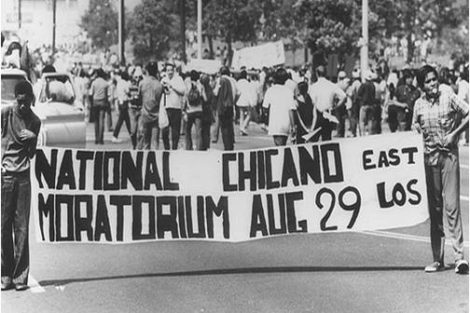 NATIONAL CHICANO EAST
MORATORIUM AUG 29 LOS